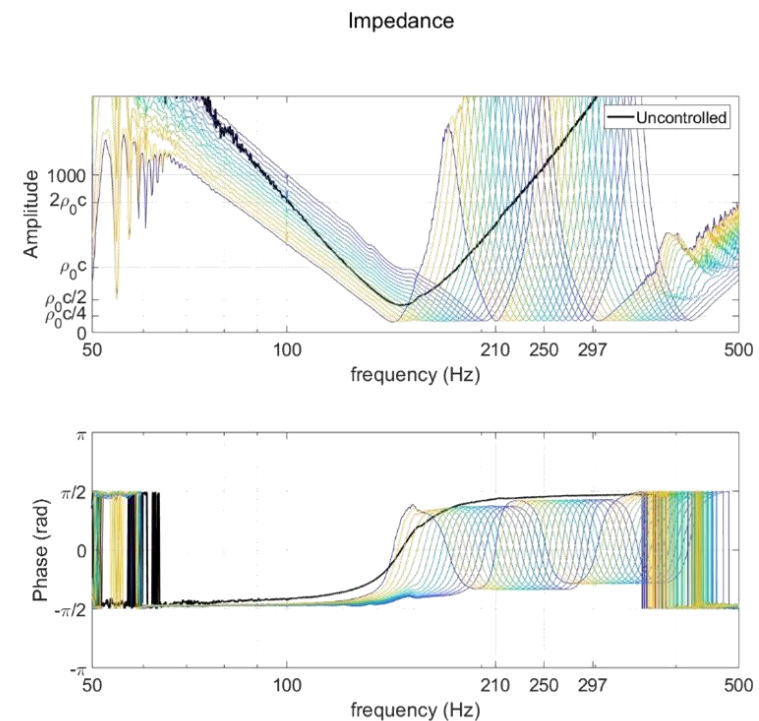 Impedance
Uncontrolled
Amplitude
1000
2ρ₀c
ρ₀c
ρ₀c/2
ρ₀c/4
0
50 100 210 250 297 500
frequency (Hz)
Phase (rad)
π
π/2
0
-π/2
-π
50 100 210 250 297 500
frequency (Hz)